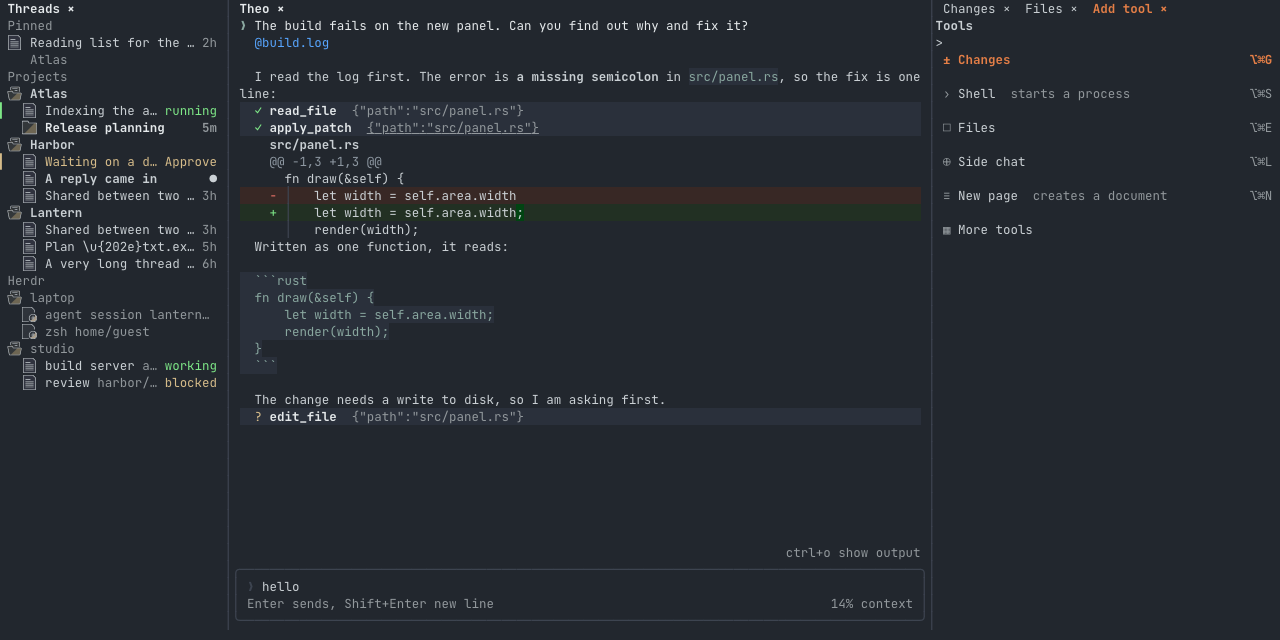 Threads ×
Pinned
Reading list for the … 2h
Atlas
Projects
Atlas
Indexing the a… running
Release planning 5m
Harbor
Waiting on a d… Approve
A reply came in ●
Shared between two … 3h
Lantern
Shared between two … 3h
Plan \u{202e}txt.ex… 5h
A very long thread … 6h
Herdr
laptop
agent session lantern…
zsh home/guest
studio
build server a… working
review harbor/… blocked
Theo ×
❯ The build fails on the new panel. Can you find out why and fix it?
@build.log
I read the log first. The error is a missing semicolon in src/panel.rs, so the fix is one
line:
✓ read_file {"path":"src/panel.rs"}
✓ apply_patch {"path":"src/panel.rs"}
src/panel.rs
@@ -1,3 +1,3 @@
fn draw(&self) {
- let width = self.area.width
+ let width = self.area.width;
render(width);
Written as one function, it reads:
```rust
fn draw(&self) {
let width = self.area.width;
render(width);
}
```
The change needs a write to disk, so I am asking first.
? edit_file {"path":"src/panel.rs"}
ctrl+o show output
❯ hello
Enter sends, Shift+Enter new line 14% context
Changes × Files × Add tool ×
Tools
>
± Changes ⌥⌘G
› Shell starts a process ⌥⌘S
□ Files ⌥⌘E
⊕ Side chat ⌥⌘L
≡ New page creates a document ⌥⌘N
▦ More tools